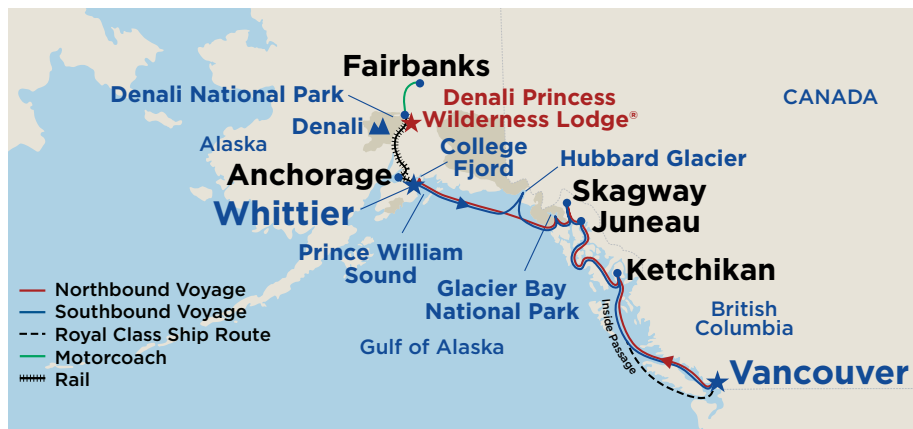 Fairbanks
Denali National Park
Denali Princess
Wilderness Lodge®
Denali
CANADA
Alaska
College
Fjord
Hubbard Glacier
Anchorage
Skagway
Whittier
Juneau
Prince William
Sound
Ketchikan
Glacier Bay
National Park
Northbound Voyage
Southbound Voyage
Royal Class Ship Route
Motorcoach
Rail
Inside Passage
British
Columbia
Gulf of Alaska
Vancouver